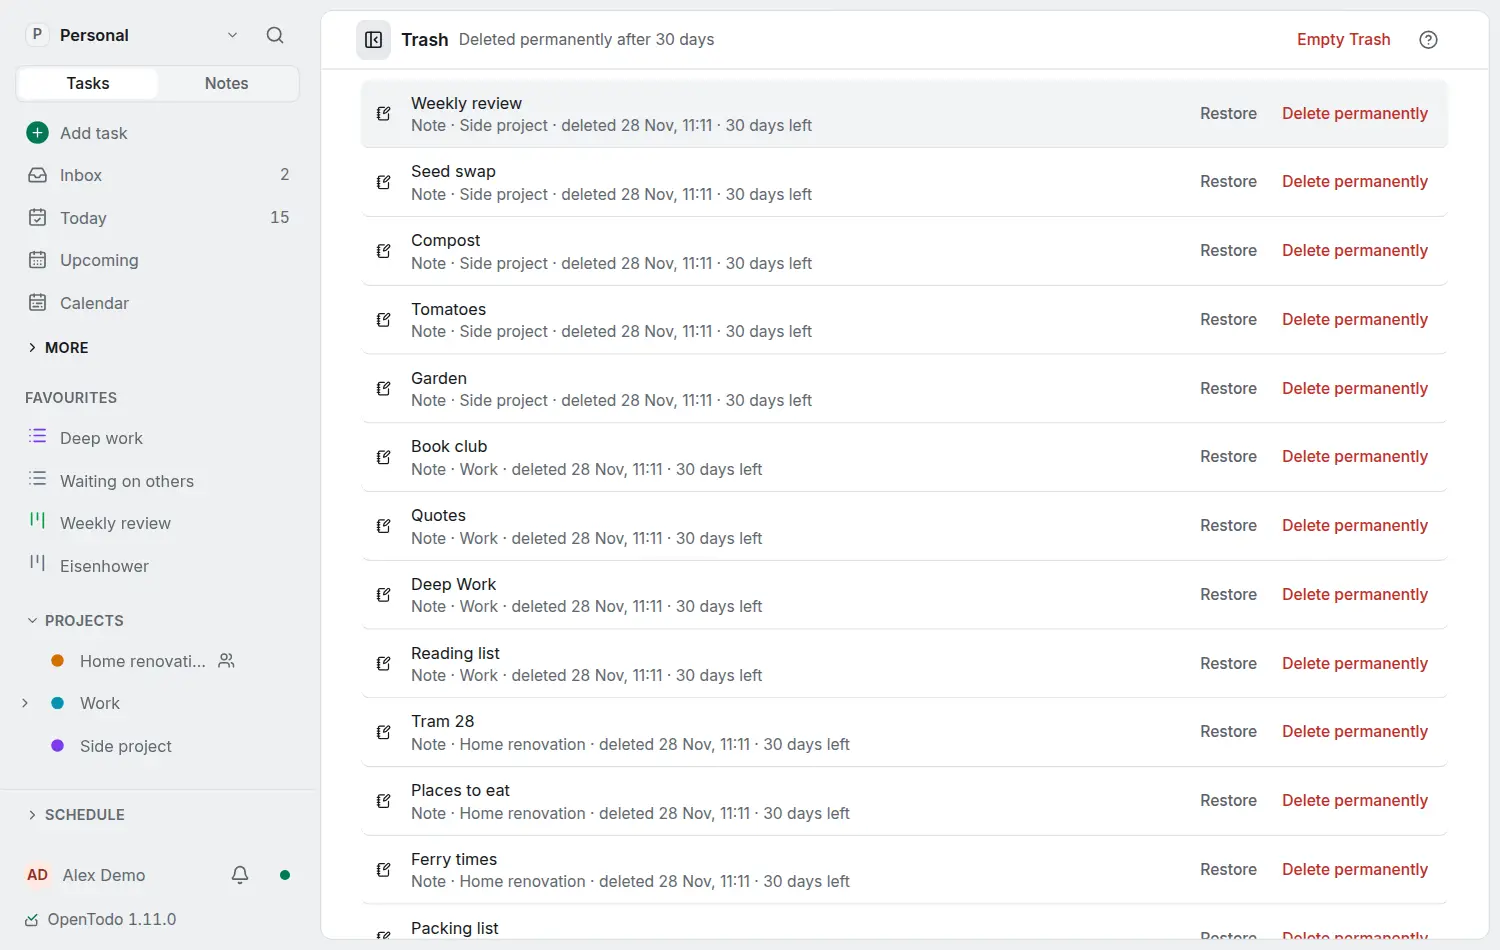 P Personal
Tasks Notes
Add task
Inbox 2
Today 15
Upcoming
Calendar
MORE
FAVOURITES
Deep work
Waiting on others
Weekly review
Eisenhower
PROJECTS
Home renovati...
Work
Side project
SCHEDULE
AD Alex Demo
OpenTodo 1.11.0
Trash Deleted permanently after 30 days Empty Trash
Weekly review
Note · Side project · deleted 28 Nov, 11:11 · 30 days left
Restore Delete permanently
Seed swap
Note · Side project · deleted 28 Nov, 11:11 · 30 days left
Restore Delete permanently
Compost
Note · Side project · deleted 28 Nov, 11:11 · 30 days left
Restore Delete permanently
Tomatoes
Note · Side project · deleted 28 Nov, 11:11 · 30 days left
Restore Delete permanently
Garden
Note · Side project · deleted 28 Nov, 11:11 · 30 days left
Restore Delete permanently
Book club
Note · Work · deleted 28 Nov, 11:11 · 30 days left
Restore Delete permanently
Quotes
Note · Work · deleted 28 Nov, 11:11 · 30 days left
Restore Delete permanently
Deep Work
Note · Work · deleted 28 Nov, 11:11 · 30 days left
Restore Delete permanently
Reading list
Note · Work · deleted 28 Nov, 11:11 · 30 days left
Restore Delete permanently
Tram 28
Note · Home renovation · deleted 28 Nov, 11:11 · 30 days left
Restore Delete permanently
Places to eat
Note · Home renovation · deleted 28 Nov, 11:11 · 30 days left
Restore Delete permanently
Ferry times
Note · Home renovation · deleted 28 Nov, 11:11 · 30 days left
Restore Delete permanently
Packing list
Restore Delete permanently